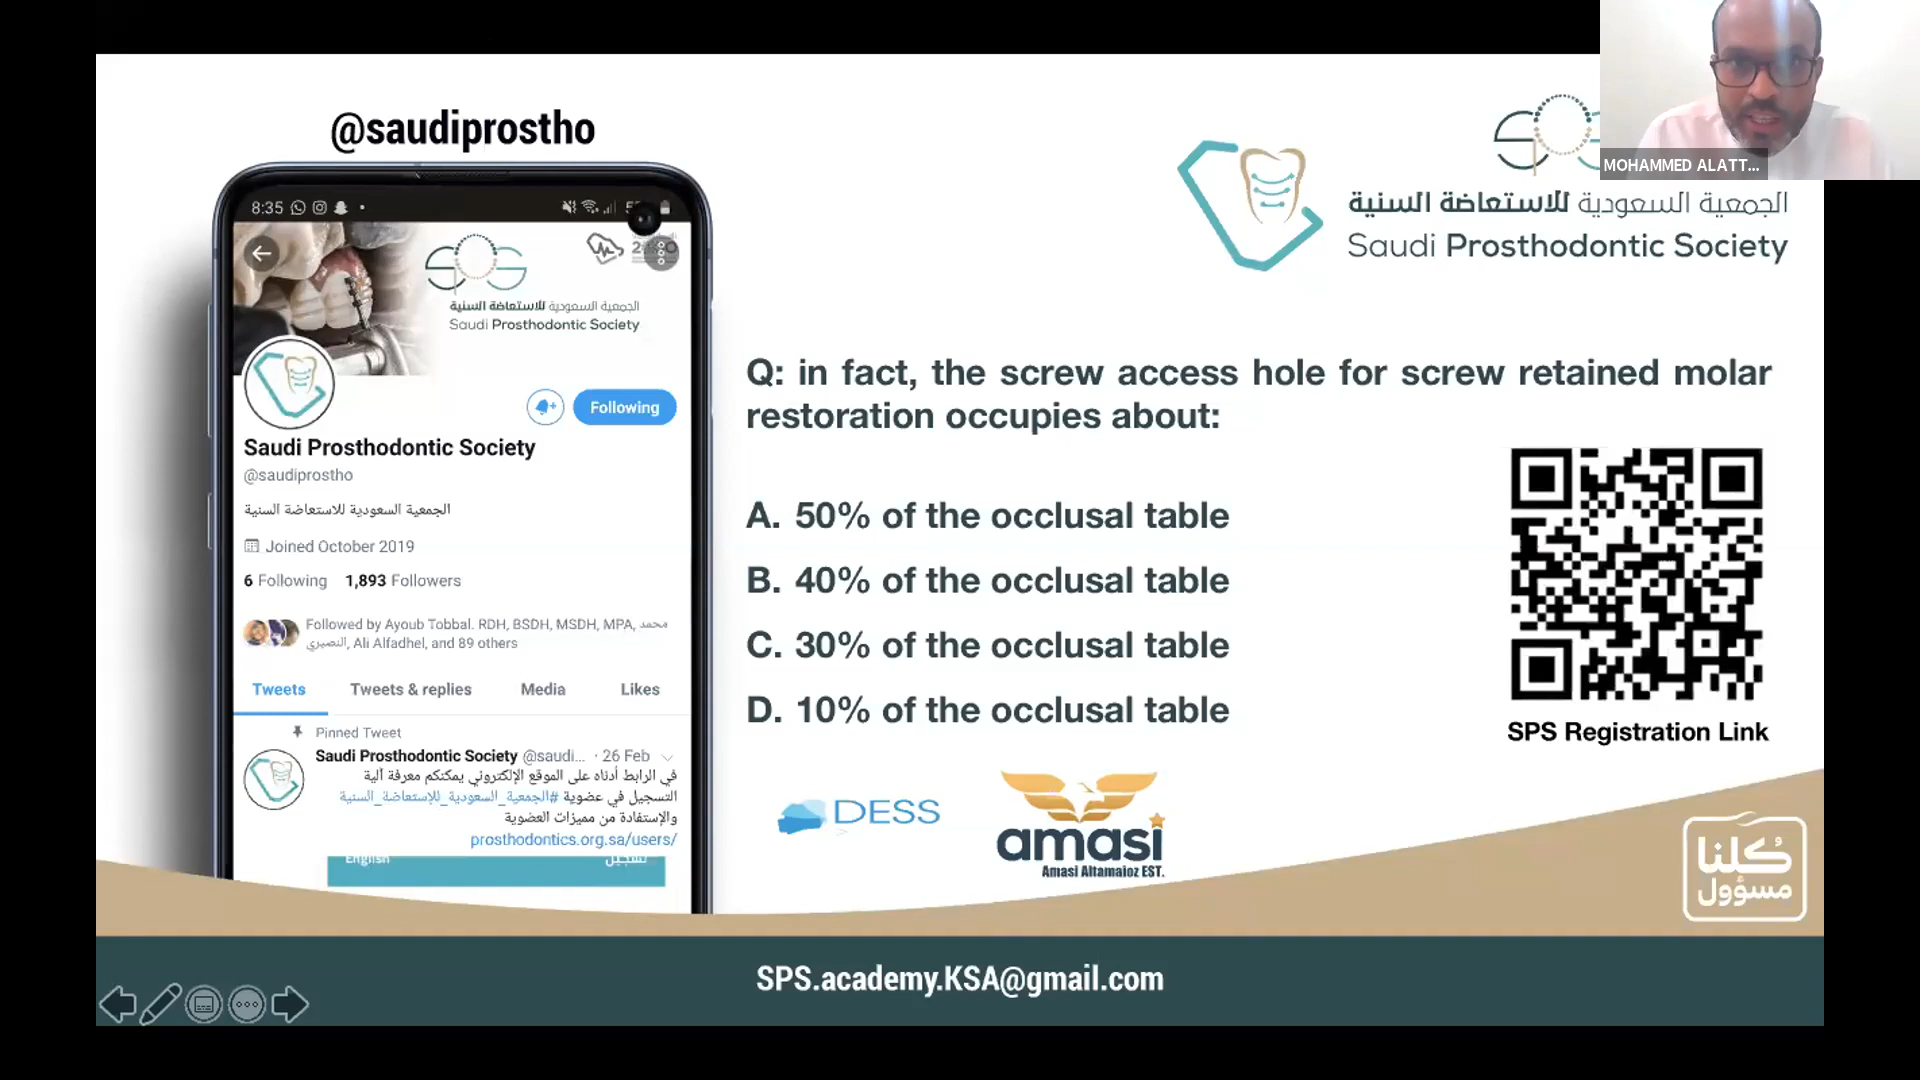 MOHAMMED ALATT...
@saudiprostho
8:35
الجمعية السعودية للاستعاضة السنية
Saudi Prosthodontic Society
الجمعية السعودية للاستعاضة السنية
Saudi Prosthodontic Society
Following
Saudi Prosthodontic Society
@saudiprostho
الجمعية السعودية للاستعاضة السنية
Joined October 2019
6 Following 1,893 Followers
Followed by Ayoub Tobbal. RDH, BSDH, MSDH, MPA, محمد
النصيري, Ali Alfadhel, and 89 others
Tweets Tweets & replies Media Likes
Pinned Tweet
Saudi Prosthodontic Society @saudi... · 26 Feb
في الرابط أدناه على الموقع الإلكتروني يمكنكم معرفة آلية
التسجيل في عضوية #الجمعية_السعودية_للإستعاضة_السنية
والإستفادة من مميزات العضوية
prosthodontics.org.sa/users/
English تسجيل
Q: in fact, the screw access hole for screw retained molar
restoration occupies about:
A. 50% of the occlusal table
B. 40% of the occlusal table
C. 30% of the occlusal table
D. 10% of the occlusal table
SPS Registration Link
DESS
amasi
Amasi Altamaioz EST.
كُلنا
مسؤول
SPS.academy.KSA@gmail.com